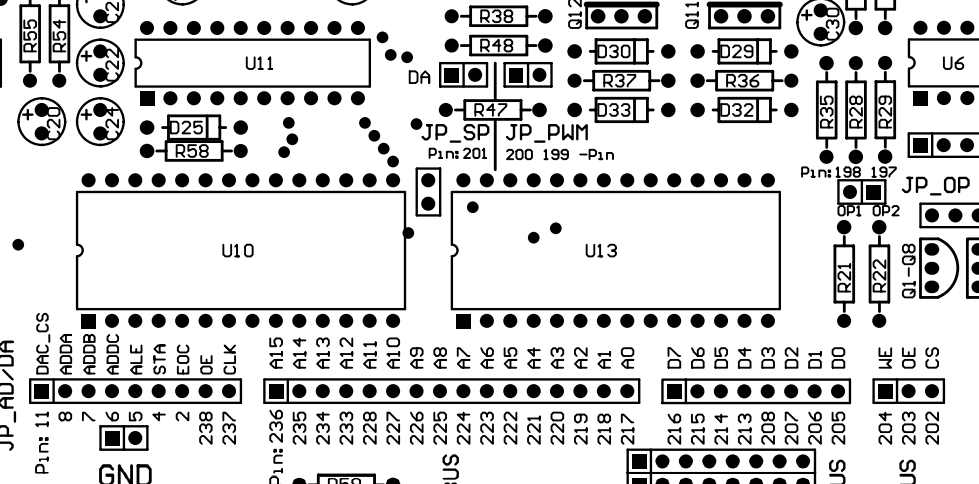 R55
R54
C22
C20
C24
U11
D25
R58
DA
R38
R48
R47
JP_SP
JP_PWM
Pin:201
200 199 -Pin
Q12
Q11
D30
D29
R37
R36
D33
D32
C30
R35
R28
R29
U6
Pin:198 197
JP_OP
OP1 OP2
U10
U13
R21
R22
Q1-Q8
JP_AD/DA
DAC_CS
ADDA
ADDB
ADDC
ALE
STA
EOC
OE
CLK
A15
A14
A13
A12
A11
A10
A9
A8
A7
A6
A5
A4
A3
A2
A1
A0
D7
D6
D5
D4
D3
D2
D1
D0
WE
OE
CS
Pin: 11
8
7
6
5
4
2
238
237
Pin: 236
235
234
233
228
227
226
225
224
223
222
221
220
219
218
217
216
215
214
213
208
207
206
205
204
203
202
GND
US
US